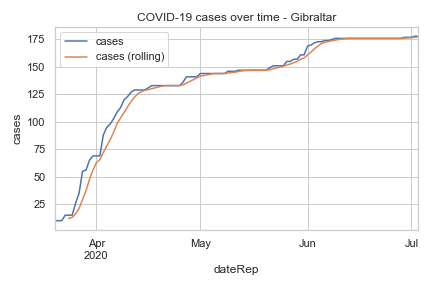 COVID-19 cases over time - Gibraltar
cases
cases (rolling)
175
150
125
100
75
50
25
cases
Apr
2020
May
Jun
Jul
dateRep